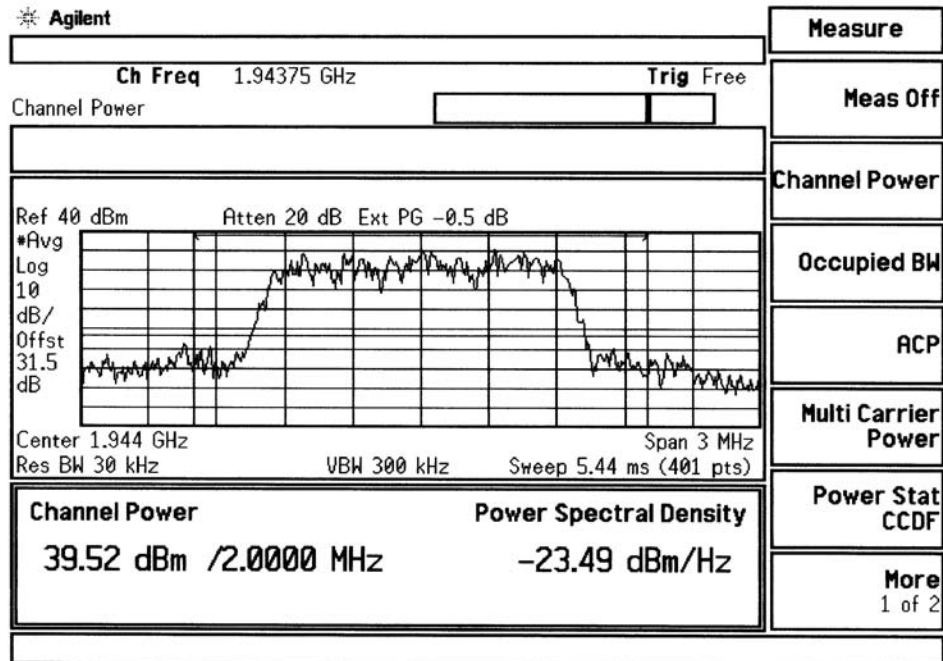 Agilent
Measure
Ch Freq 1.94375 GHz Trig Free
Channel Power
Meas Off
Channel Power
Ref 40 dBm Atten 20 dB Ext PG -0.5 dB
#Avg
Log
10
dB/
Offst
31.5
dB
Occupied BW
ACP
Center 1.944 GHz Span 3 MHz
Res BW 30 kHz VBW 300 kHz Sweep 5.44 ms (401 pts)
Multi Carrier
Power
Channel Power Power Spectral Density
39.52 dBm /2.0000 MHz -23.49 dBm/Hz
Power Stat
CCDF
More
1 of 2